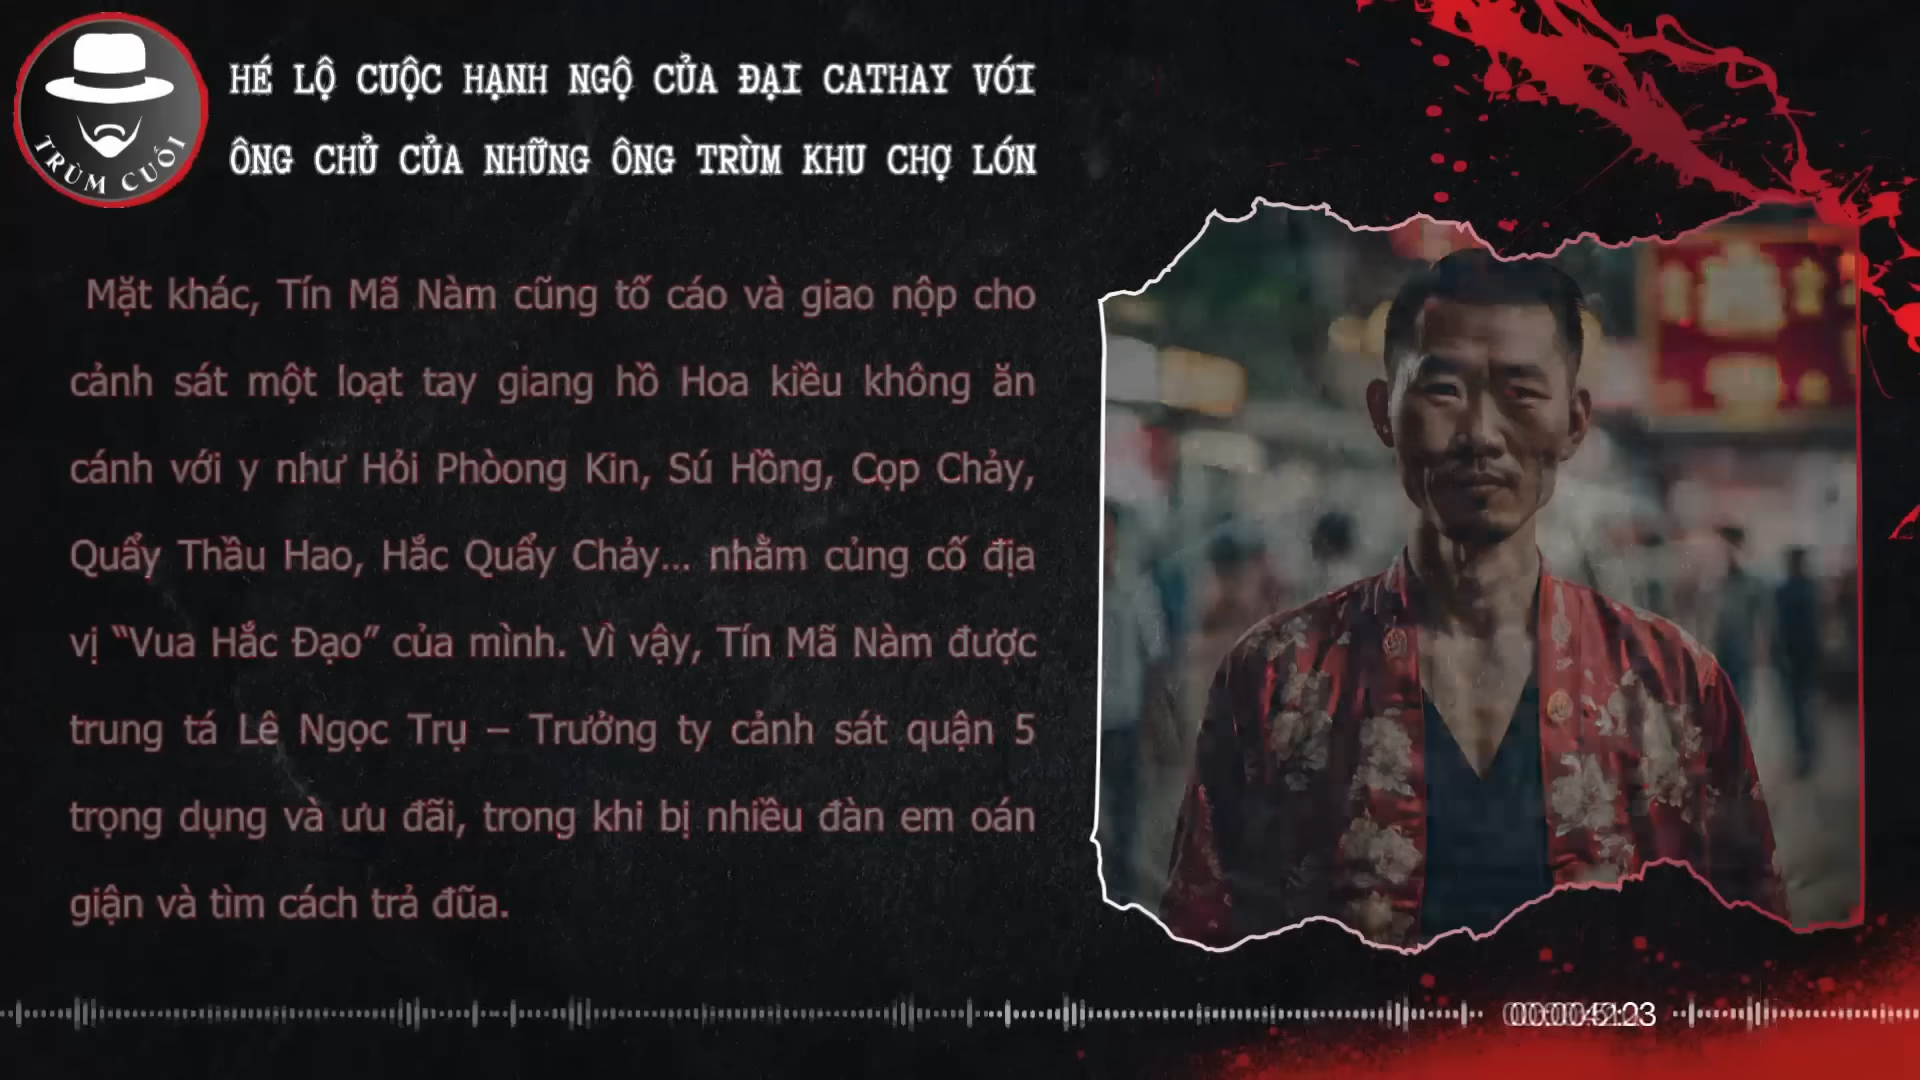 TRÙM CUỐI
HÉ LỘ CUỘC HẠNH NGỘ CỦA ĐẠI CATHAY VỚI
ÔNG CHỦ CỦA NHỮNG ÔNG TRÙM KHU CHỢ LỚN
Mặt khác, Tín Mã Nàm cũng tố cáo và giao nộp cho
cảnh sát một loạt tay giang hồ Hoa kiều không ăn
cánh với y như Hỏi Phòong Kin, Sú Hồng, Cọp Chảy,
Quẩy Thầu Hao, Hắc Quẩy Chảy... nhằm củng cố địa
vị “Vua Hắc Đạo” của mình. Vì vậy, Tín Mã Nàm được
trung tá Lê Ngọc Trụ – Trưởng ty cảnh sát quận 5
trọng dụng và ưu đãi, trong khi bị nhiều đàn em oán
giận và tìm cách trả đũa.